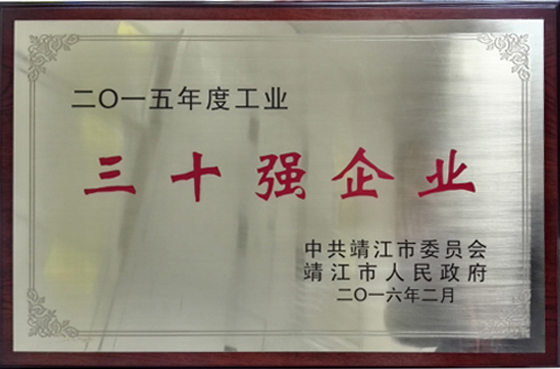 二〇一五年度工业
三十强企业
中共靖江市委员会
靖江市人民政府
二〇一六年二月